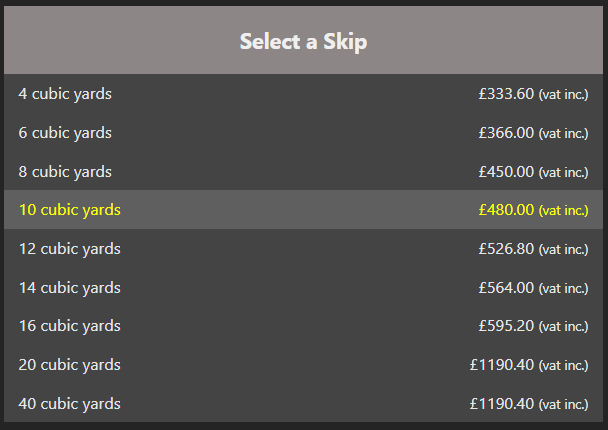 Select a Skip
4 cubic yards £333.60 (vat inc.)
6 cubic yards £366.00 (vat inc.)
8 cubic yards £450.00 (vat inc.)
10 cubic yards £480.00 (vat inc.)
12 cubic yards £526.80 (vat inc.)
14 cubic yards £564.00 (vat inc.)
16 cubic yards £595.20 (vat inc.)
20 cubic yards £1190.40 (vat inc.)
40 cubic yards £1190.40 (vat inc.)